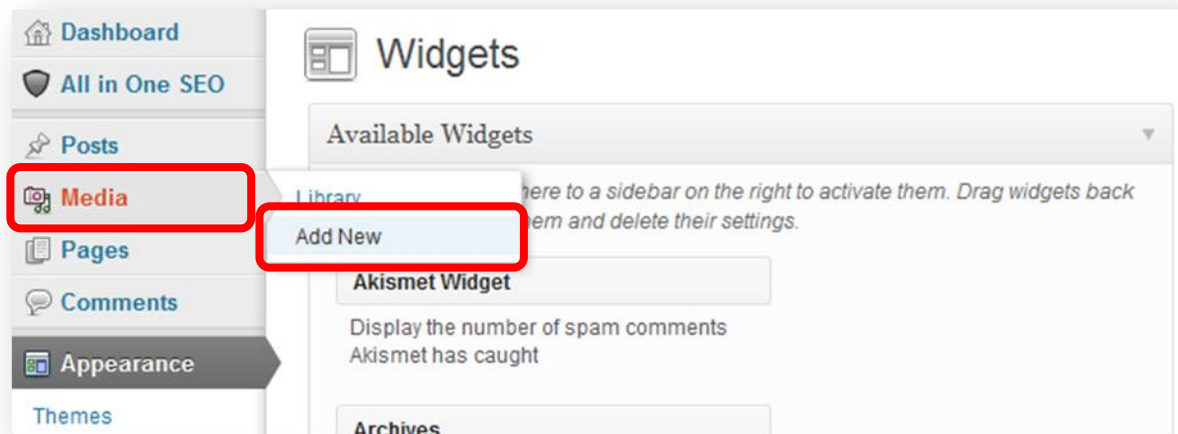 Dashboard
All in One SEO
Posts
Media
Pages
Comments
Appearance
Themes
Library
Add New
Widgets
Available Widgets
here to a sidebar on the right to activate them. Drag widgets back
and delete their settings.
Akismet Widget
Display the number of spam comments
Akismet has caught
Archives